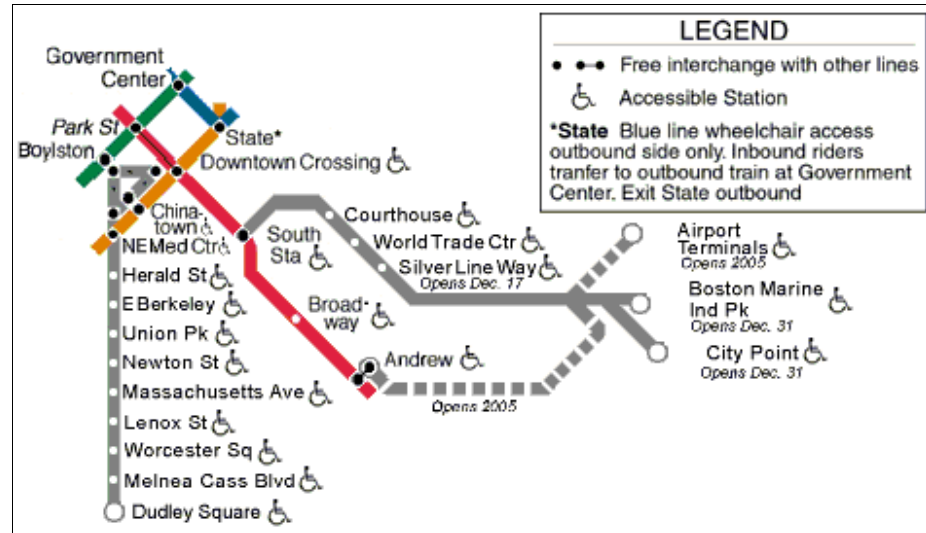 Government
Center
Park St
Boylston
State*
Downtown Crossing
China-
town
NEMed Ctr
Herald St
E Berkeley
Union Pk
Newton St
Massachusetts Ave
Lenox St
Worcester Sq
Melnea Cass Blvd
Dudley Square
South
Sta
Broad-
way
Andrew
Opens 2005
Courthouse
World Trade Ctr
Silver Line Way
Opens Dec. 17
Airport
Terminals
Opens 2005
Boston Marine
Ind Pk
Opens Dec. 31
City Point
Opens Dec. 31
LEGEND
Free interchange with other lines
Accessible Station
*State Blue line wheelchair access
outbound side only. Inbound riders
tranfer to outbound train at Government
Center. Exit State outbound